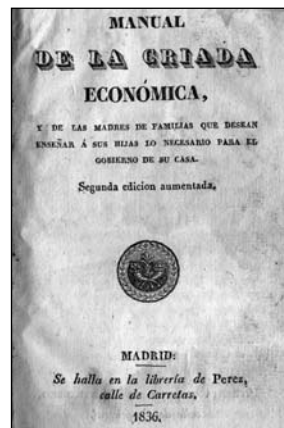 MANUAL
DE LA CRIADA
ECONÓMICA,
Y DE LAS MADRES DE FAMILIAS QUE DESEAN
ENSEÑAR Á SUS HIJAS LO NECESARIO PARA EL
GOBIERNO DE SU CASA.
Segunda edicion aumentada.
MADRID:
Se halla en la librería de Perez,
calle de Carretas,
1836.